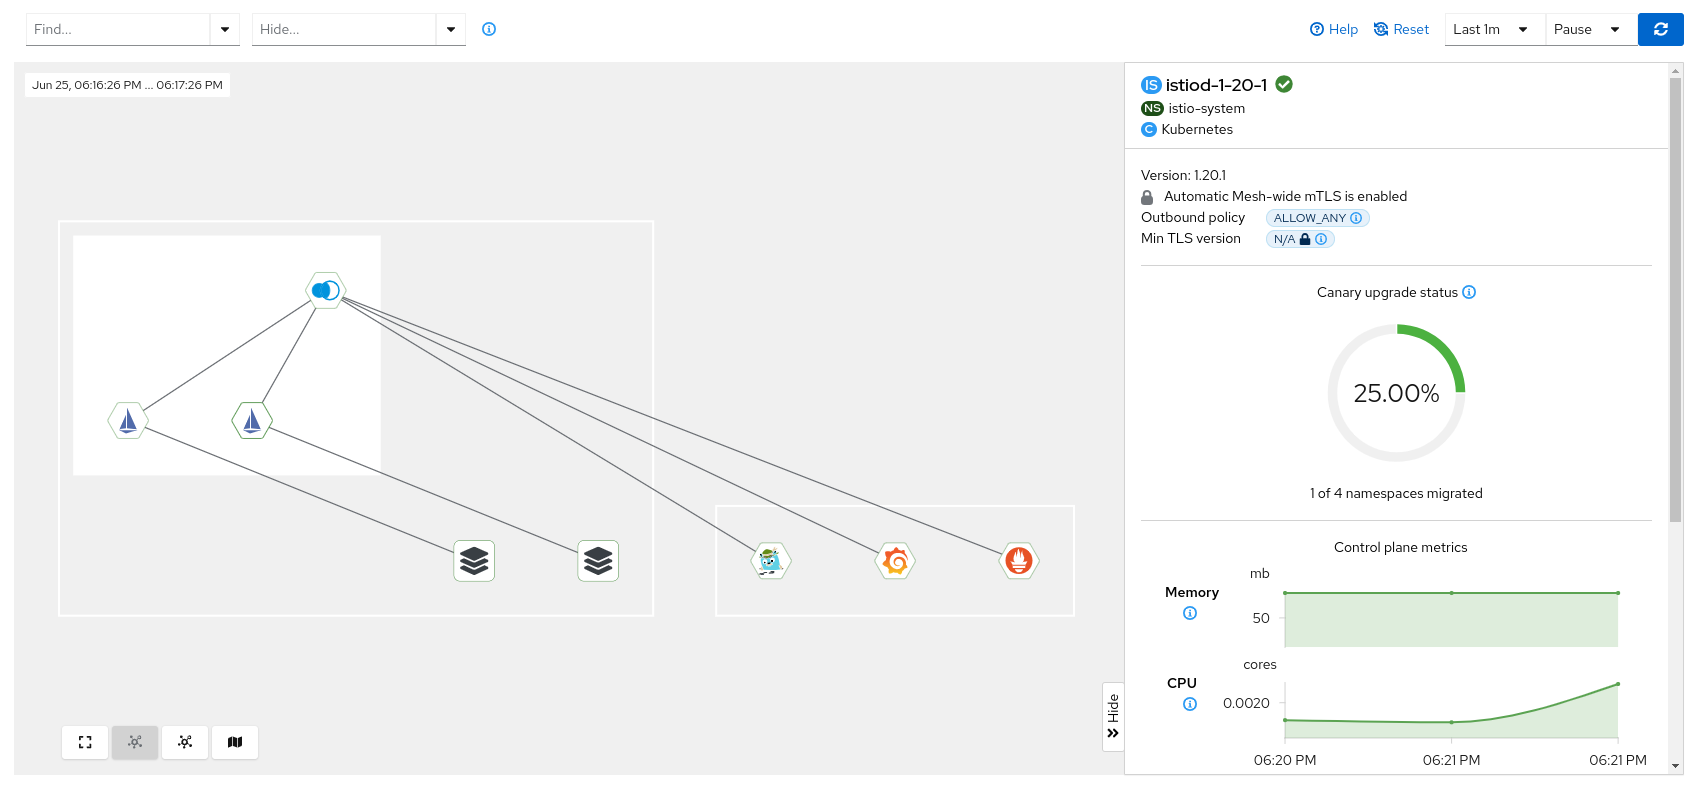 Find...
Hide...
Help
Reset
Last 1m
Pause
Jun 25, 06:16:26 PM ... 06:17:26 PM
Hide
IS istiod-1-20-1
NS istio-system
C Kubernetes
Version: 1.20.1
Automatic Mesh-wide mTLS is enabled
Outbound policy ALLOW_ANY
Min TLS version N/A
Canary upgrade status
25.00%
1 of 4 namespaces migrated
Control plane metrics
mb
Memory
50
cores
CPU
0.0020
06:20 PM 06:21 PM 06:21 PM